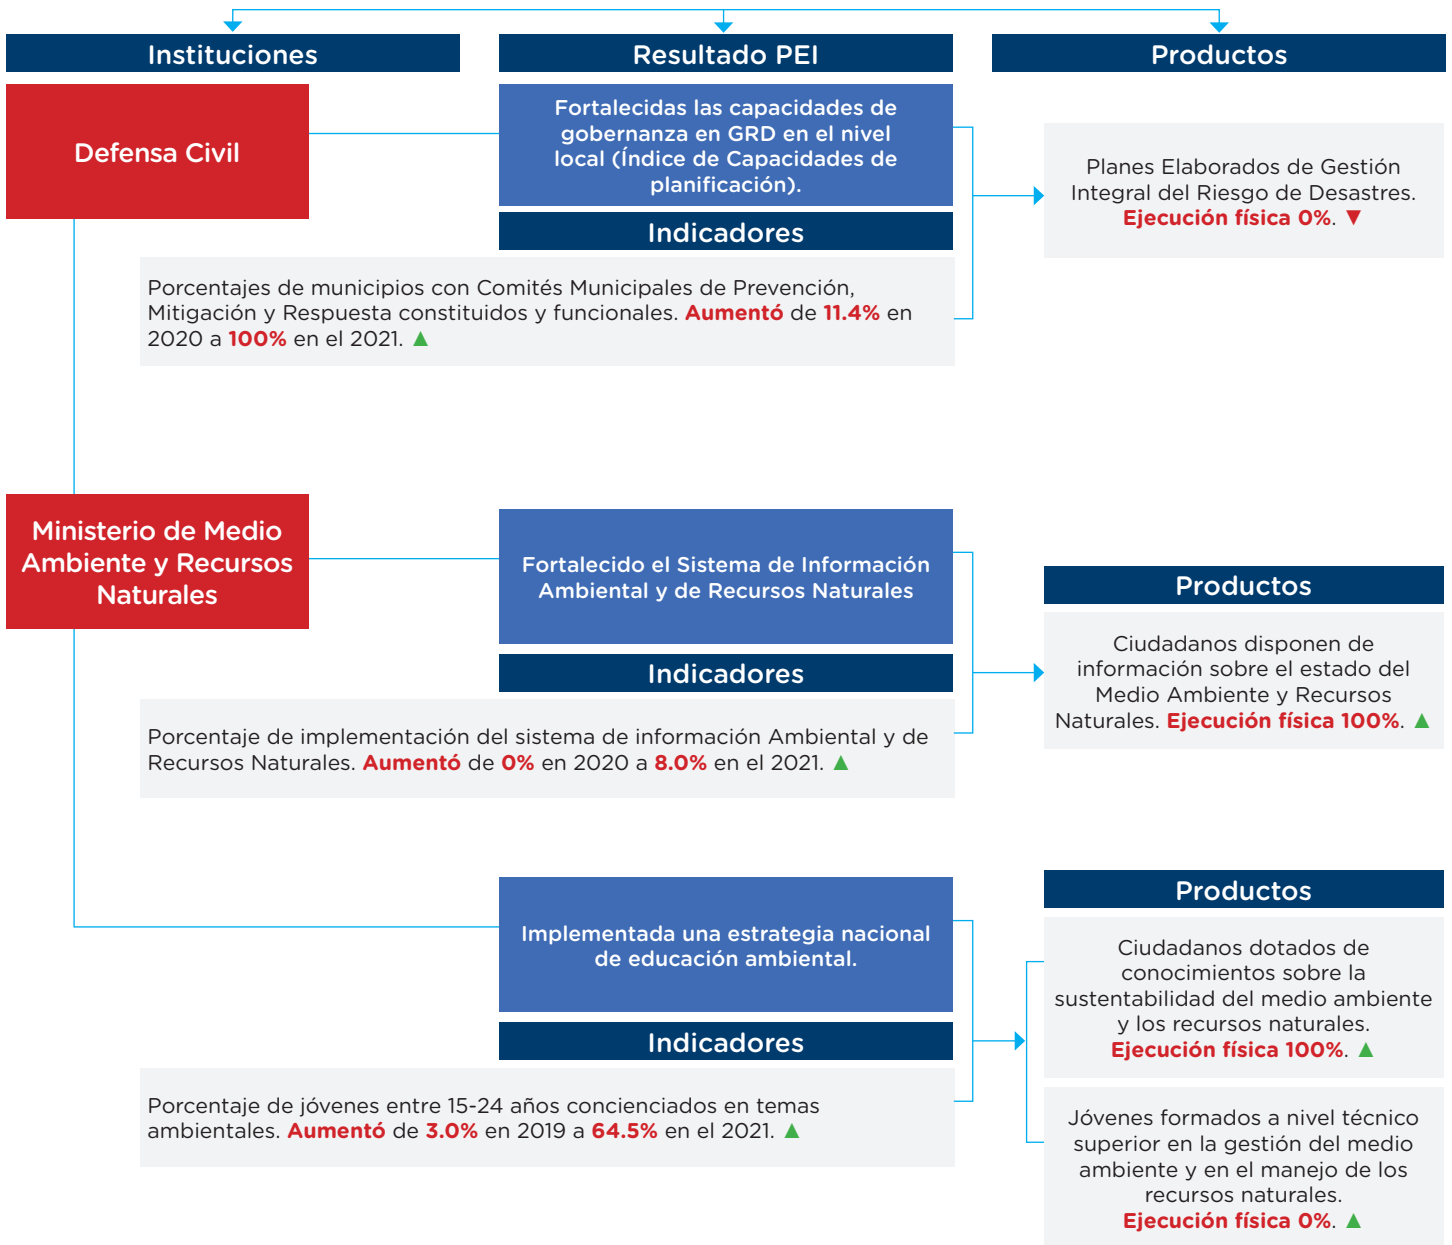 Instituciones
Resultado PEI
Productos
Defensa Civil
Fortalecidas las capacidades de
gobernanza en GRD en el nivel
local (Índice de Capacidades de
planificación).
Indicadores
Porcentajes de municipios con Comités Municipales de Prevención,
Mitigación y Respuesta constituidos y funcionales. Aumentó de 11.4% en
2020 a 100% en el 2021. ▲
Planes Elaborados de Gestión
Integral del Riesgo de Desastres.
Ejecución física 0%. ▼
Ministerio de Medio
Ambiente y Recursos
Naturales
Fortalecido el Sistema de Información
Ambiental y de Recursos Naturales
Indicadores
Porcentaje de implementación del sistema de información Ambiental y de
Recursos Naturales. Aumentó de 0% en 2020 a 8.0% en el 2021. ▲
Productos
Ciudadanos disponen de
información sobre el estado del
Medio Ambiente y Recursos
Naturales. Ejecución física 100%. ▲
Implementada una estrategia nacional
de educación ambiental.
Indicadores
Porcentaje de jóvenes entre 15-24 años concienciados en temas
ambientales. Aumentó de 3.0% en 2019 a 64.5% en el 2021. ▲
Productos
Ciudadanos dotados de
conocimientos sobre la
sustentabilidad del medio ambiente
y los recursos naturales.
Ejecución física 100%. ▲
Jóvenes formados a nivel técnico
superior en la gestión del medio
ambiente y en el manejo de los
recursos naturales.
Ejecución física 0%. ▲